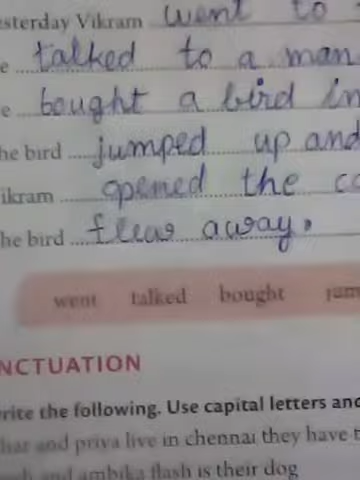 esterday Vikram went to
e talked to a man
e bought a bird in
he bird jumped up and
ikram opened the c
he bird flew away.
went talked bought jum
NCTUATION
rite the following. Use capital letters and
har and priya live in chennai they have t
and ambika flash is their dog